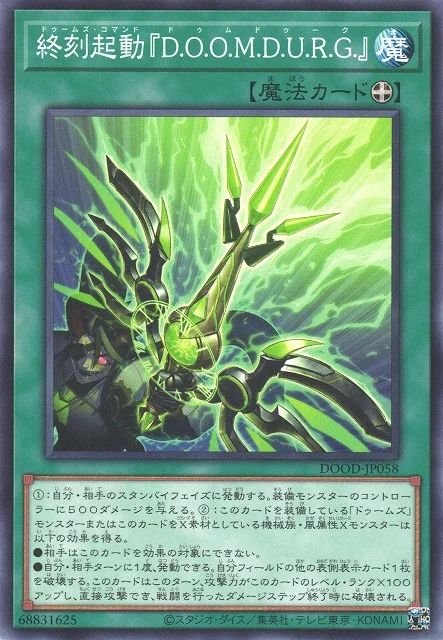 ドゥームズ・コマンド ドゥムドゥーク
終刻起動『D.O.O.M.D.U.R.G.』
魔
【魔法カード】
DOOD-JP058
①:自分・相手のスタンバイフェイズに発動する。装備モンスターのコントロー
ラーに500ダメージを与える。②:このカードを装備している「ドゥームズ」
モンスターまたはこのカードをX素材としている機械族・風属性Xモンスターは
以下の効果を得る。
●相手はこのカードを効果の対象にできない。
●自分・相手ターンに1度、発動できる。自分フィールドの他の表側表示カード1枚
を破壊する。このカードはこのターン、攻撃力がこのカードのレベル・ランク×100
アップし、直接攻撃でき、戦闘を行ったダメージステップ終了時に破壊される。
68831625
©スタジオ・ダイス/集英社・テレビ東京・KONAMI